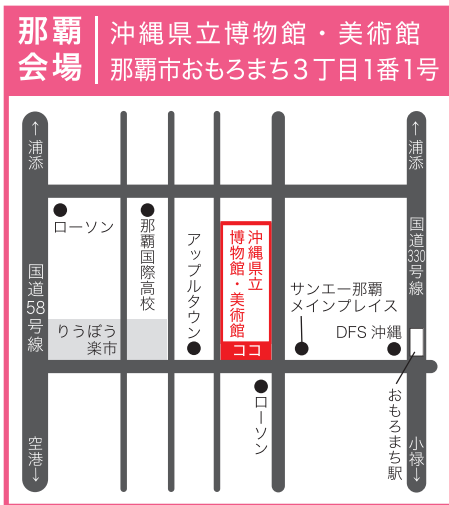 那覇
会場
沖縄県立博物館・美術館
那覇市おもろまち3丁目1番1号
↑浦添
↑浦添
ローソン
那覇国際高校
アップルタウン
沖縄県立
博物館・美術館
ココ
国道58号線
国道330号線
サンエー那覇
メインプレイス
りうぼう
楽市
DFS 沖縄
ローソン
おもろまち駅
空港↓
小禄↓